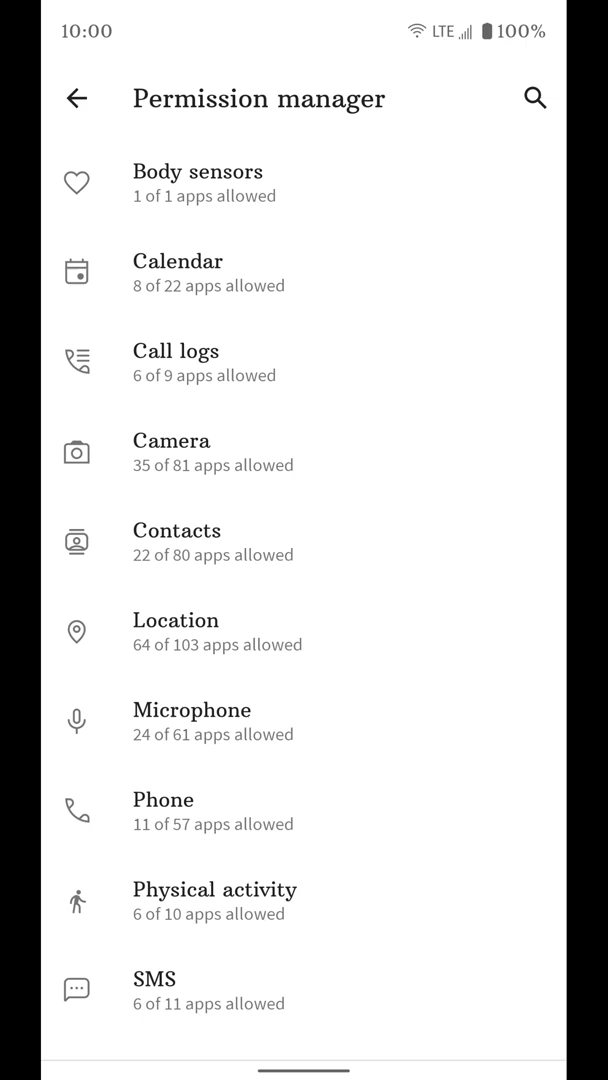 10:00 LTE 100%
Permission manager
Body sensors
1 of 1 apps allowed
Calendar
8 of 22 apps allowed
Call logs
6 of 9 apps allowed
Camera
35 of 81 apps allowed
Contacts
22 of 80 apps allowed
Location
64 of 103 apps allowed
Microphone
24 of 61 apps allowed
Phone
11 of 57 apps allowed
Physical activity
6 of 10 apps allowed
SMS
6 of 11 apps allowed